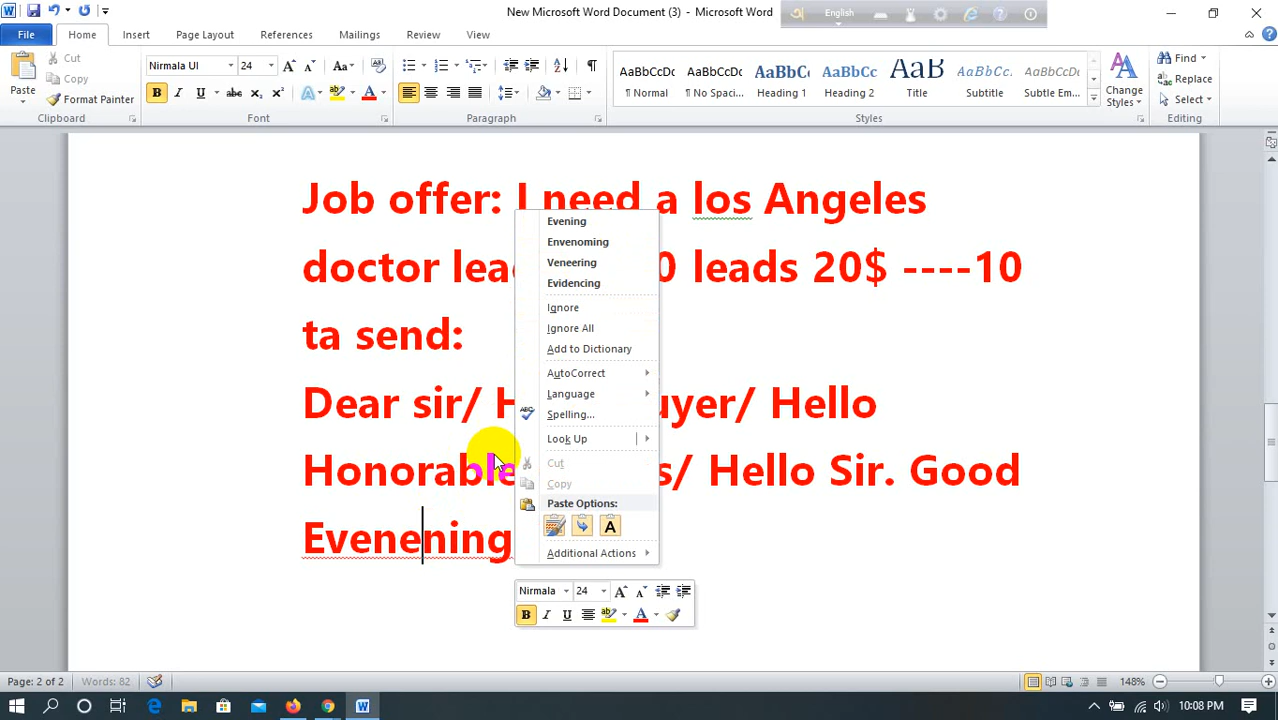 New Microsoft Word Document (3) - Microsoft Word
English
File Home Insert Page Layout References Mailings Review View
Paste
Cut
Copy
Format Painter
Nirmala UI 24
AaBbCcDc AaBbCcDc AaBbCc AaBbCc AaB AaBbCcL AaBbCcDc
¶ Normal ¶ No Spaci... Heading 1 Heading 2 Title Subtitle Subtle Em...
Change Styles
Find
Replace
Select
Clipboard Font Paragraph Styles Editing
Job offer: I need a los Angeles
doctor 0 leads 20$ ----10
ta send:
Dear sir/ H uyer/ Hello
Honorable s/ Hello Sir. Good
Evenening
Evening
Envenoming
Veneering
Evidencing
Ignore
Ignore All
Add to Dictionary
AutoCorrect
Language
Spelling...
Look Up
Cut
Copy
Paste Options:
Additional Actions
Nirmala 24
B I U
Page: 2 of 2 Words: 82
148%
10:08 PM